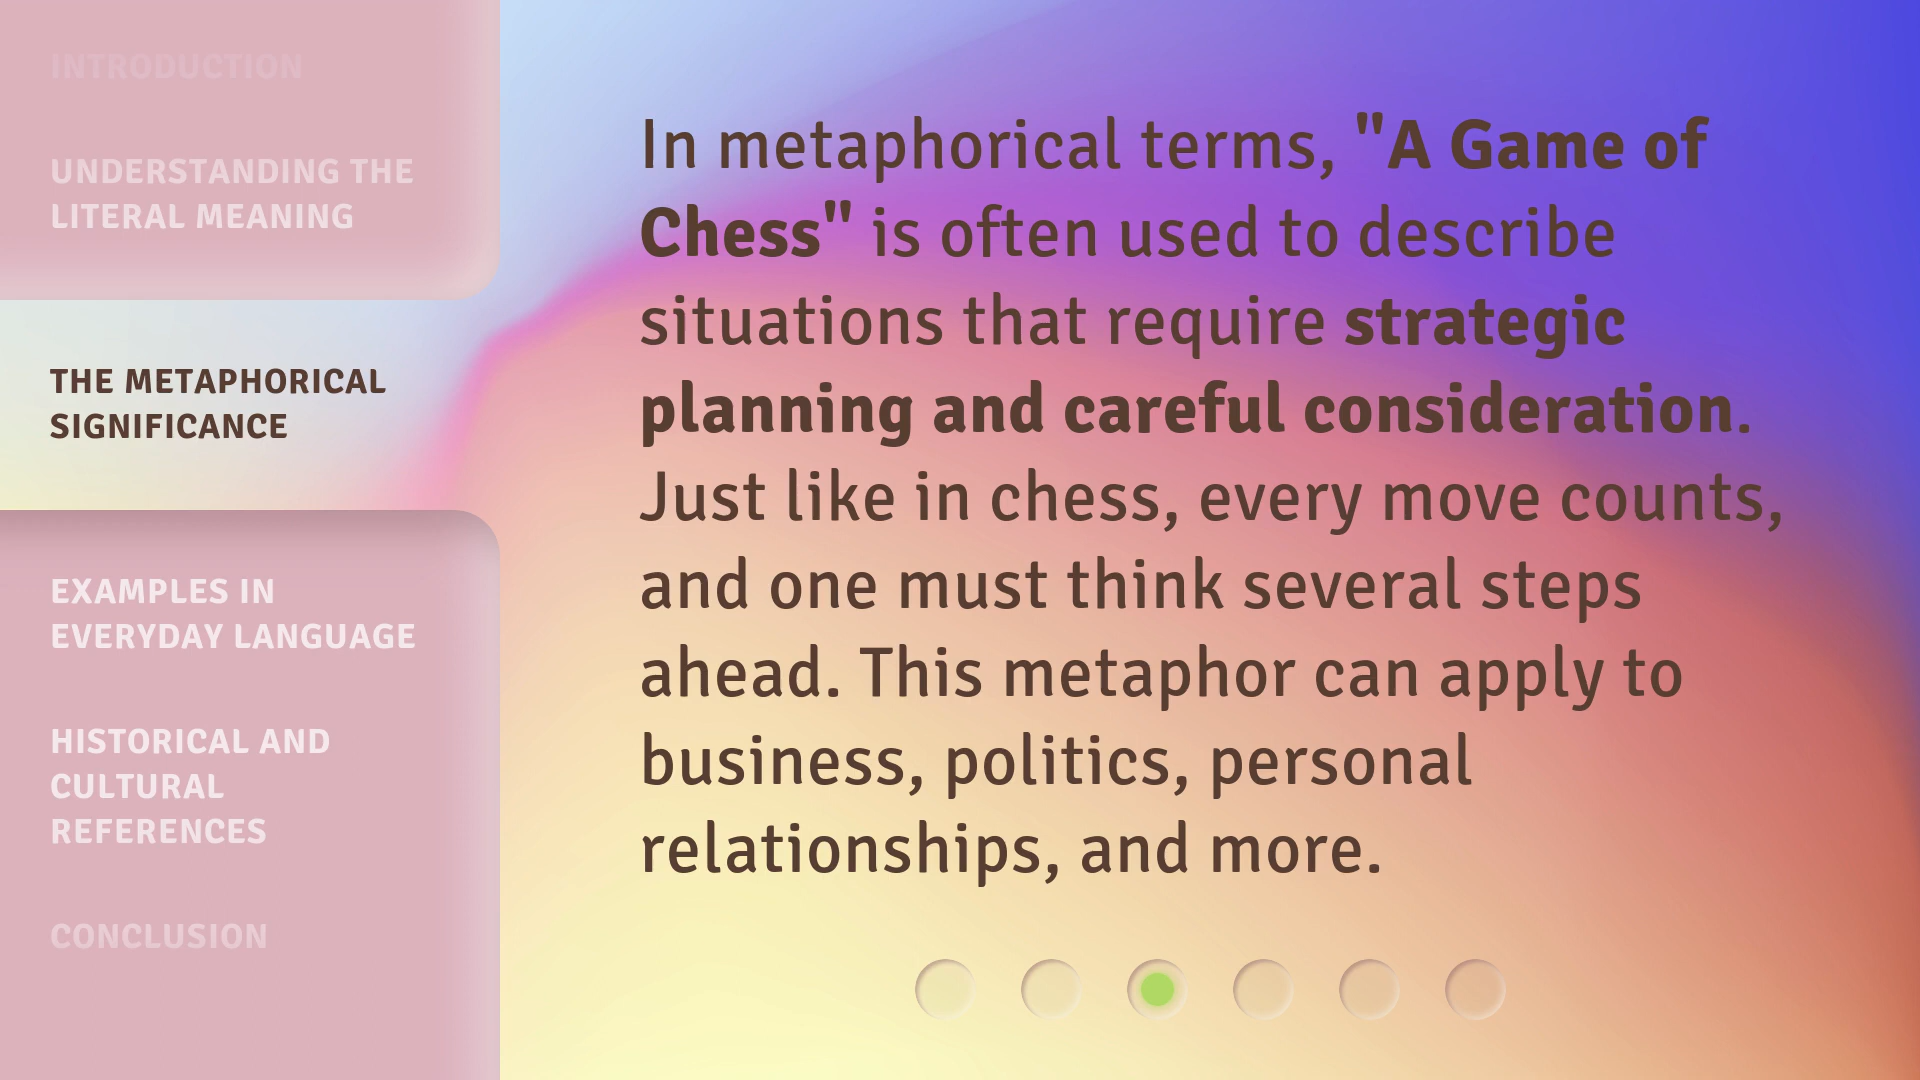 INTRODUCTION
UNDERSTANDING THE
LITERAL MEANING
THE METAPHORICAL
SIGNIFICANCE
EXAMPLES IN
EVERYDAY LANGUAGE
HISTORICAL AND
CULTURAL
REFERENCES
CONCLUSION
In metaphorical terms, "A Game of
Chess" is often used to describe
situations that require strategic
planning and careful consideration.
Just like in chess, every move counts,
and one must think several steps
ahead. This metaphor can apply to
business, politics, personal
relationships, and more.